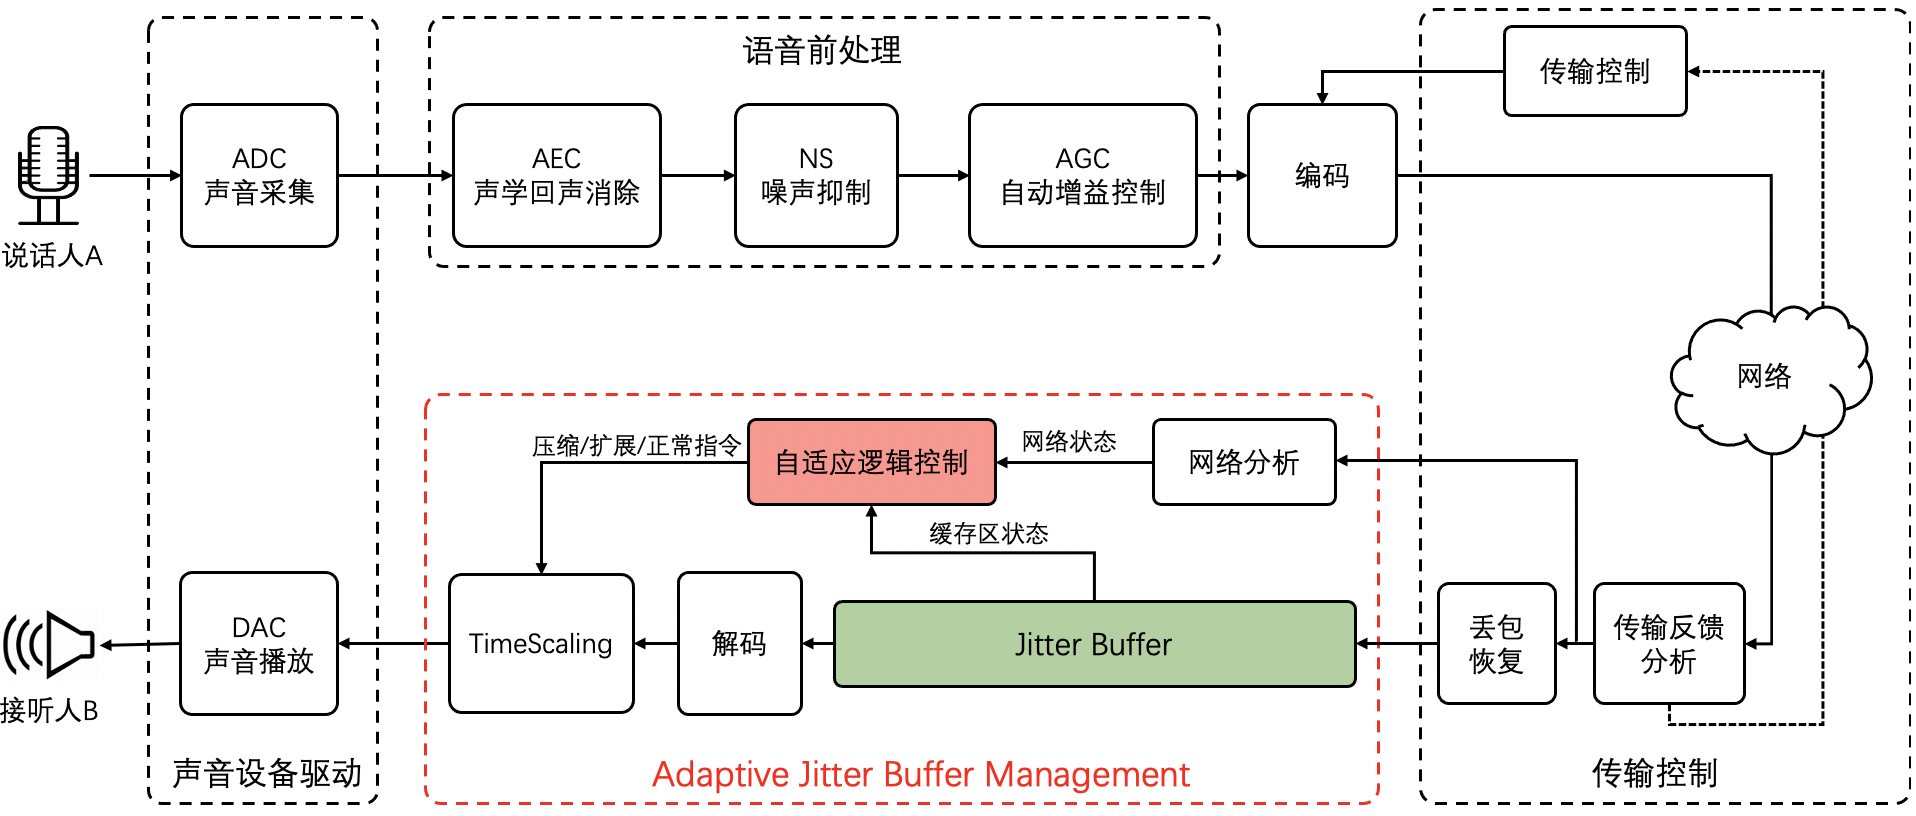 语音前处理
传输控制
ADC
声音采集
AEC
声学回声消除
NS
噪声抑制
AGC
自动增益控制
编码
说话人A
网络
压缩/扩展/正常指令
自适应逻辑控制
网络状态
网络分析
缓存区状态
DAC
声音播放
TimeScaling
解码
Jitter Buffer
丢包
恢复
传输反馈
分析
接听人B
声音设备驱动
Adaptive Jitter Buffer Management
传输控制